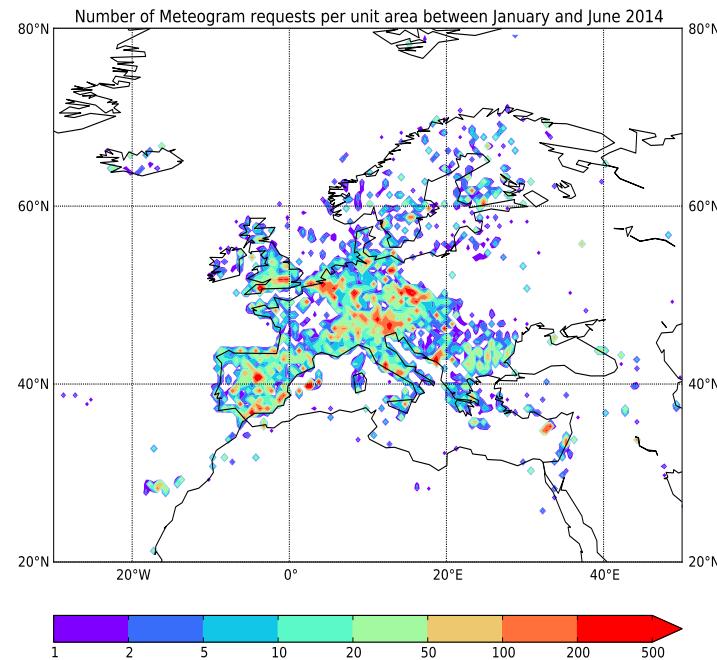 Number of Meteogram requests per unit area between January and June 2014
80°N 80°N
60°N 60°N
40°N 40°N
20°N 20°N
20°W 0° 20°E 40°E
1 2 5 10 20 50 100 200 500